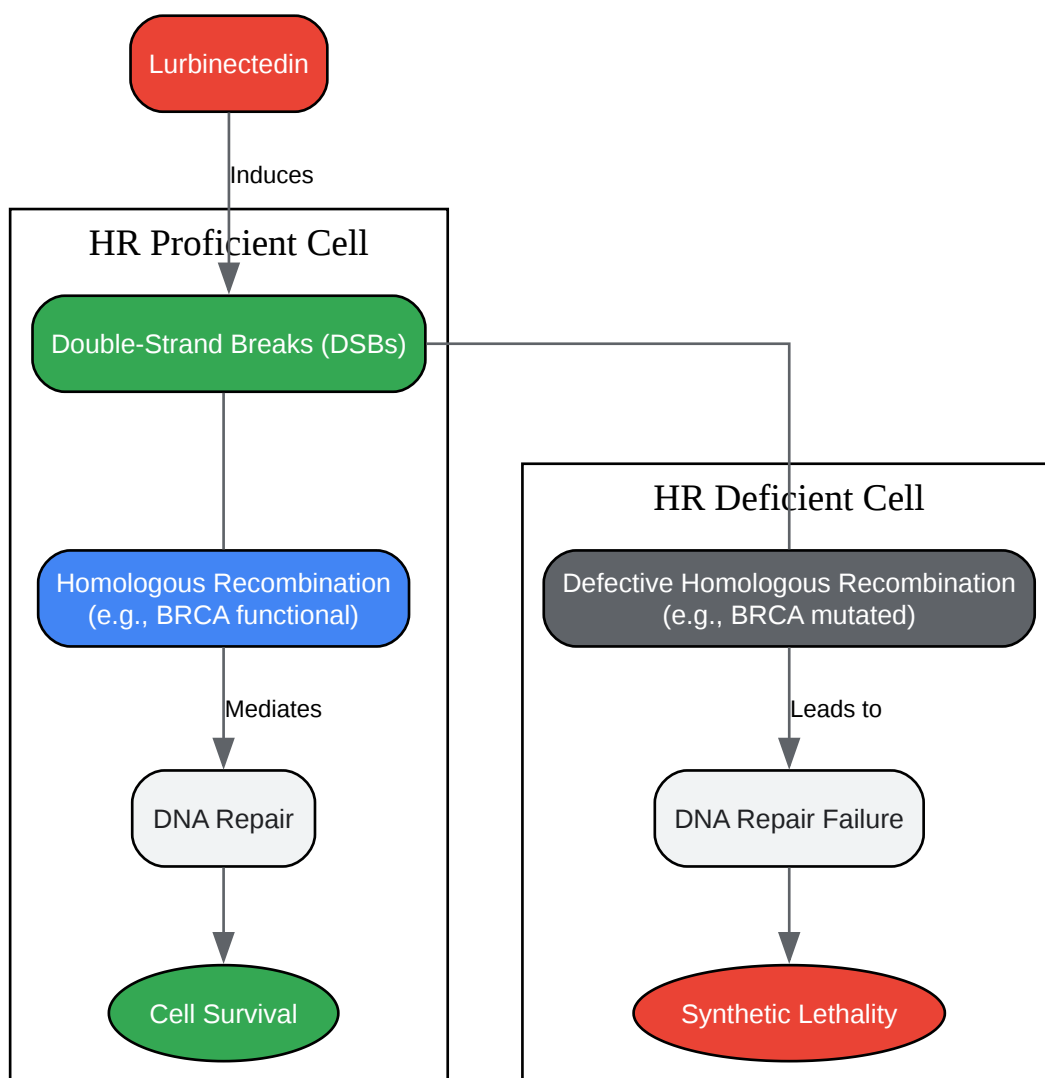 Lurbinectedin
Induces
HR Proficient Cell
Double-Strand Breaks (DSBs)
Homologous Recombination
(e.g., BRCA functional)
Mediates
DNA Repair
Cell Survival
HR Deficient Cell
Defective Homologous Recombination
(e.g., BRCA mutated)
Leads to
DNA Repair Failure
Synthetic Lethality